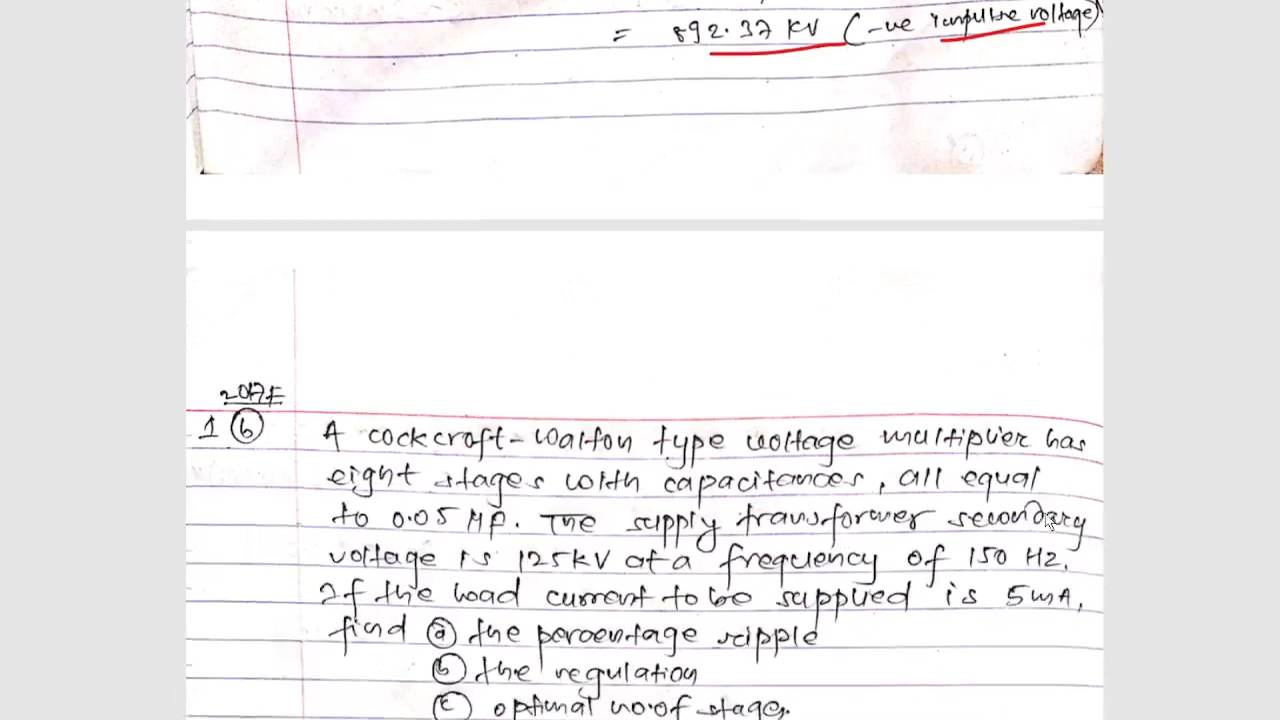 = 892.37 KV (-ve impulse voltage)
2017F
1 (b) A cockcroft-walton type voltage multiplier has
eight stages with capacitances, all equal
to 0.05 μF. The supply transformer secondary
voltage is 125kV at a frequency of 150 Hz.
If the load current to be supplied is 5mA,
find (a) the percentage ripple
(b) the regulation
(c) optimal no.of stages.